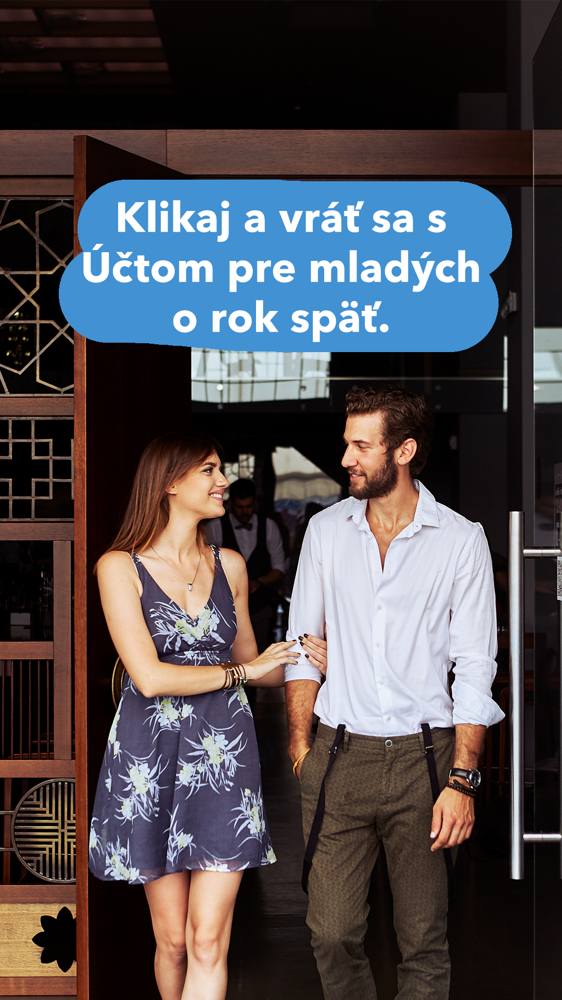 Klikaj a vráť sa s
Účtom pre mladých
o rok späť.